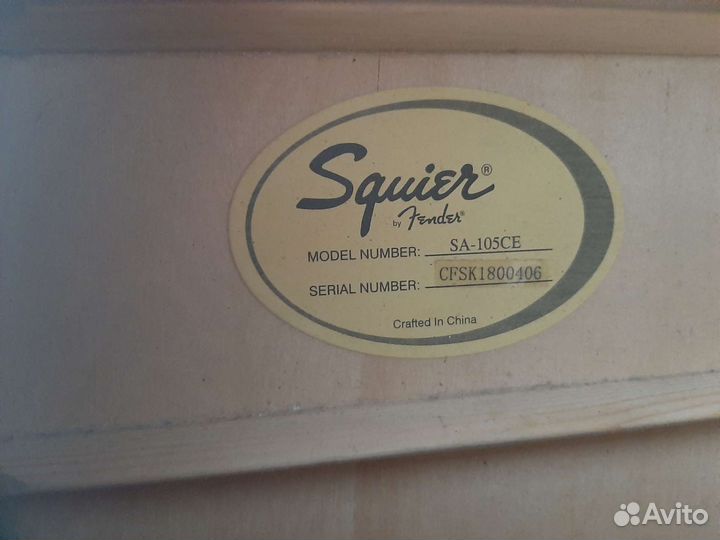 Squier®
by Fender®
MODEL NUMBER: SA-105CE
SERIAL NUMBER: CFSK1800406
Crafted In China
Avito